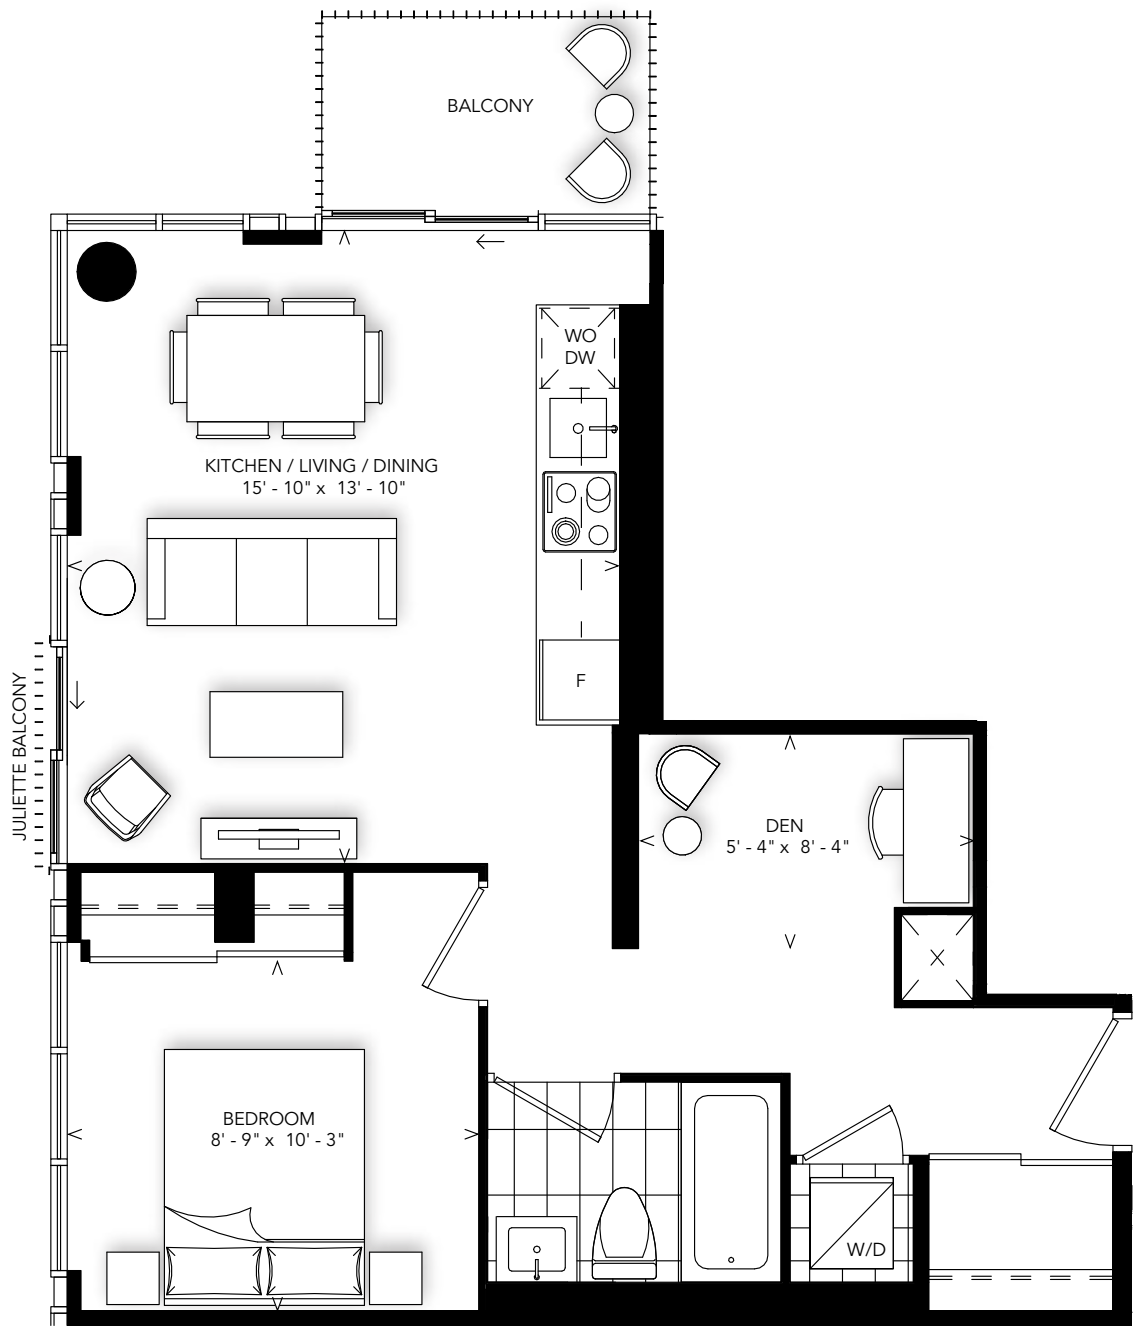 BALCONY
WO
DW
KITCHEN / LIVING / DINING
15' - 10" x 13' - 10"
F
JULIETTE BALCONY
DEN
5' - 4" x 8' - 4"
X
BEDROOM
8' - 9" x 10' - 3"
W/D